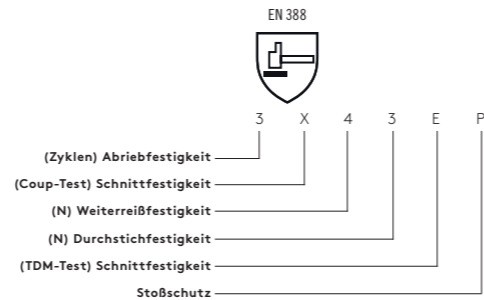 EN 388
3 X 4 3 E P
(Zyklen) Abriebfestigkeit
(Coup-Test) Schnittfestigkeit
(N) Weiterreißfestigkeit
(N) Durchstichfestigkeit
(TDM-Test) Schnittfestigkeit
Stoßschutz